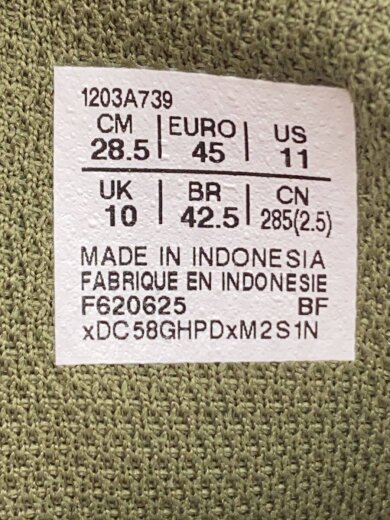 1203A739
CM | EURO | US
28.5 | 45 | 11
UK | BR | CN
10 | 42.5 | 285(2.5)
MADE IN INDONESIA
FABRIQUE EN INDONESIE
F620625 BF
xDC58GHPDxM2S1N